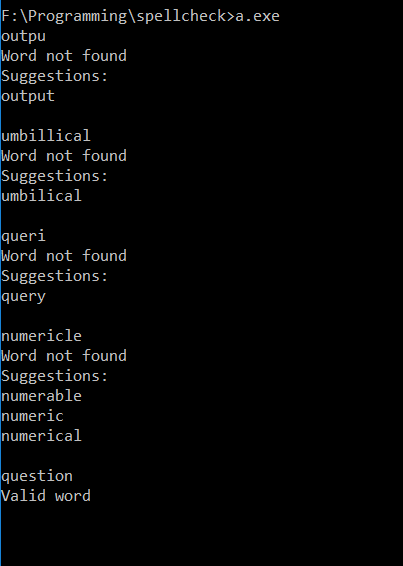 F:\Programming\spellcheck>a.exe
outpu
Word not found
Suggestions:
output
umbillical
Word not found
Suggestions:
umbilical
queri
Word not found
Suggestions:
query
numericle
Word not found
Suggestions:
numerable
numeric
numerical
question
Valid word